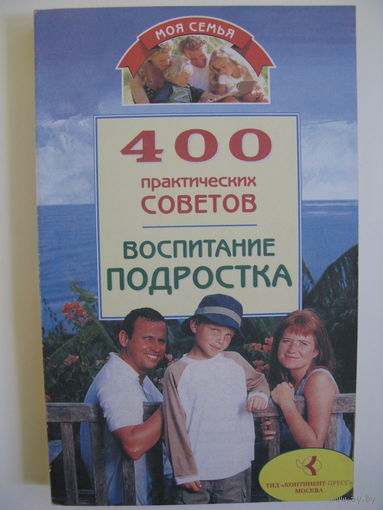 МОЯ СЕМЬЯ
400
практических
СОВЕТОВ
ВОСПИТАНИЕ
ПОДРОСТКА
ТИД «КОНТИНЕНТ-ПРЕСС»
МОСКВА